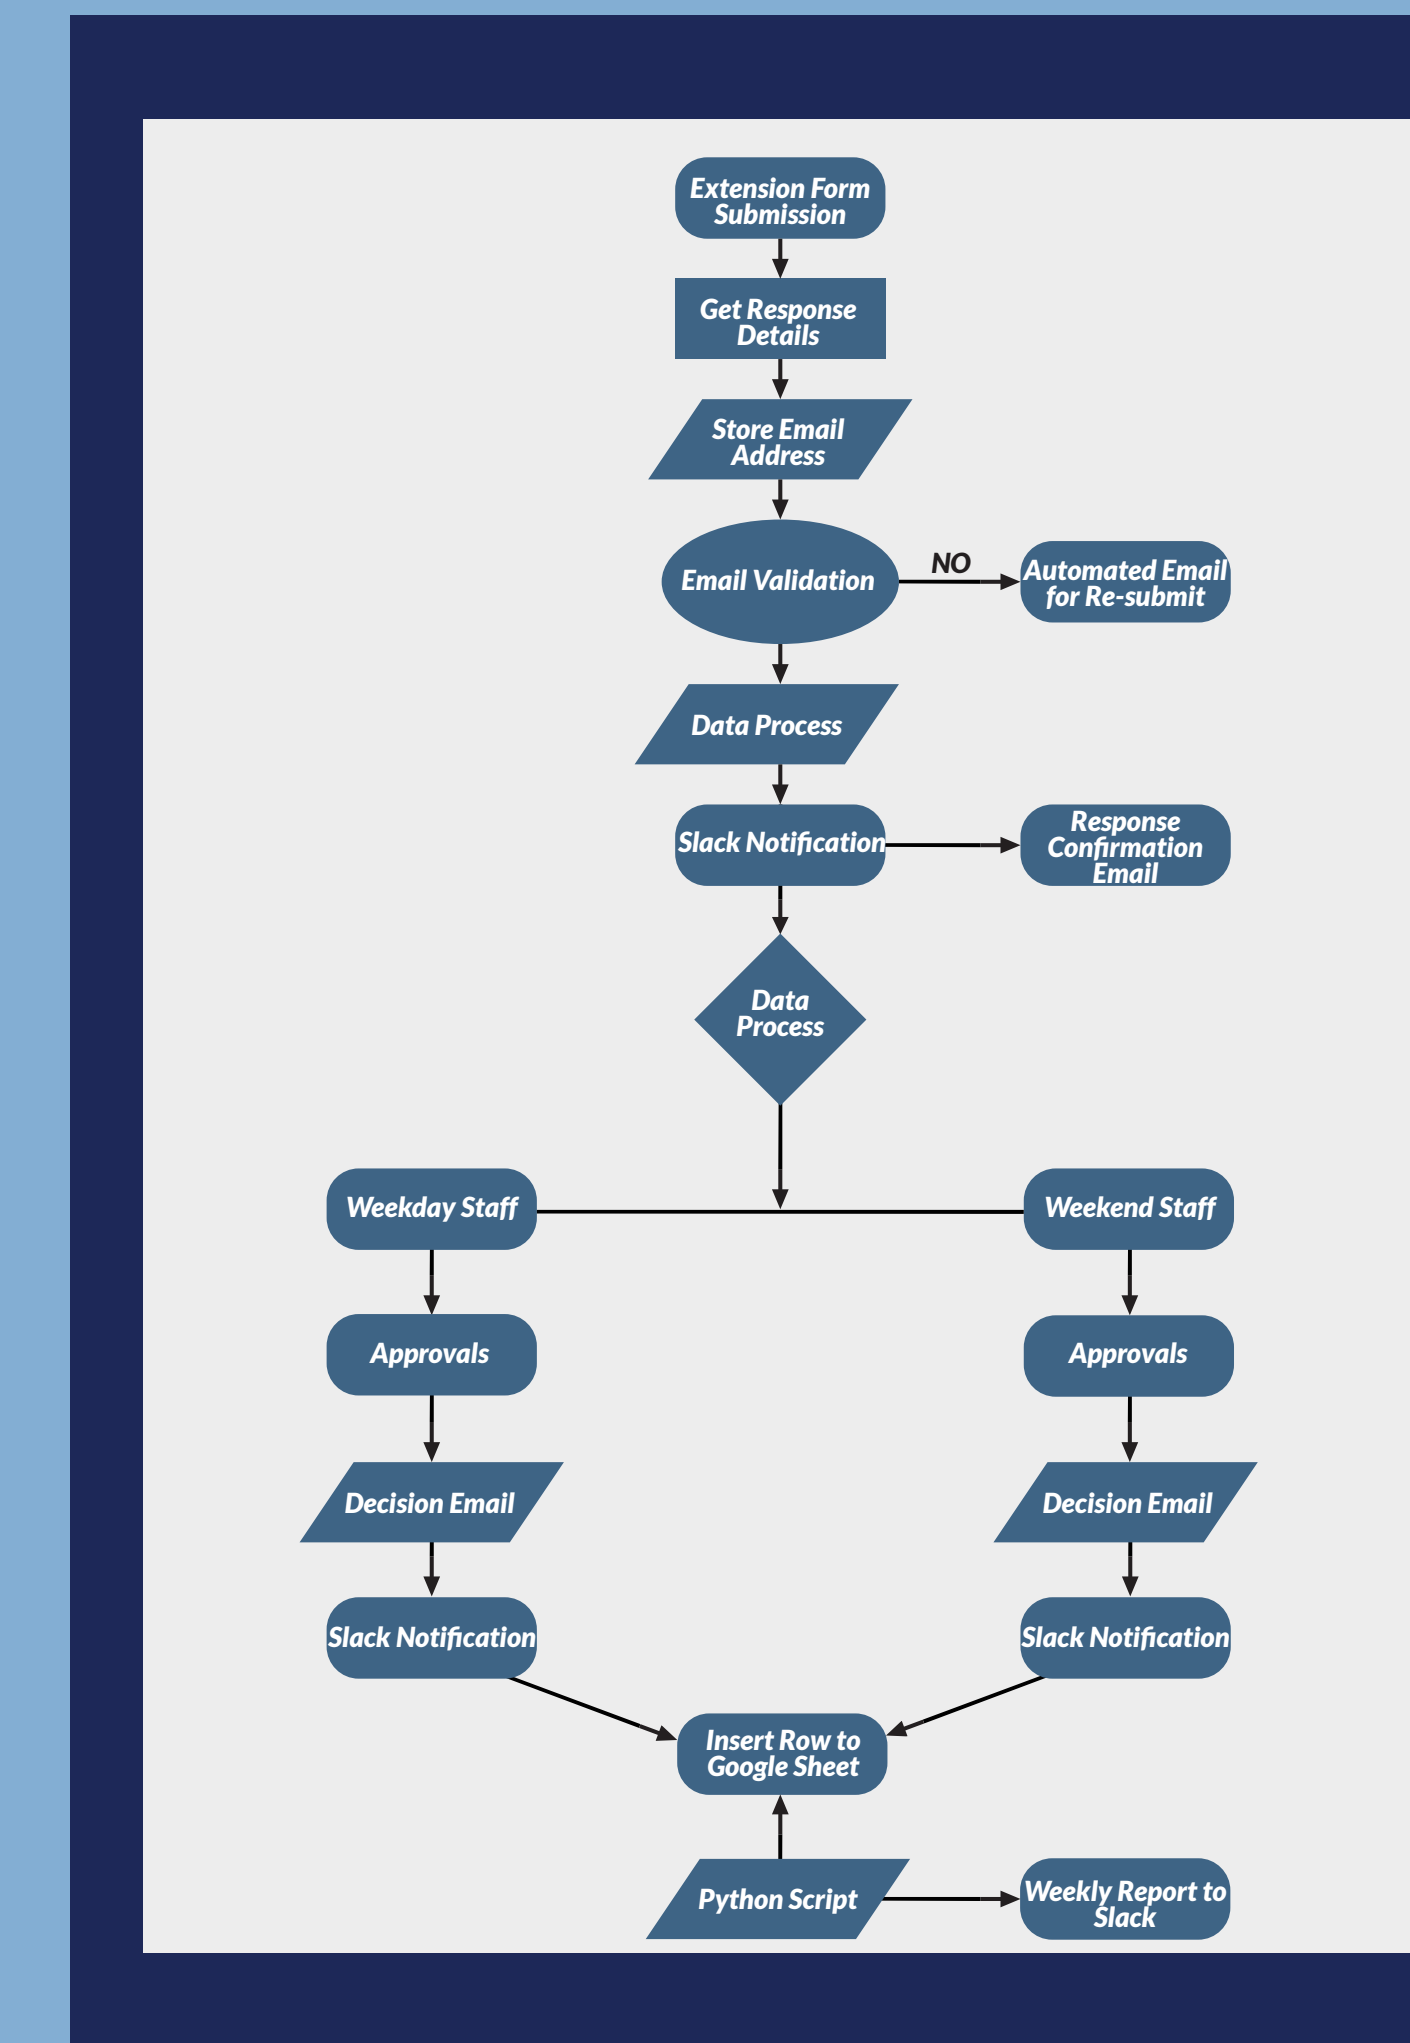 Extension Form
Submission
Get Response
Details
Store Email
Address
Email Validation
NO
Automated Email
for Re-submit
Data Process
Slack Notification
Response
Confirmation
Email
Data
Process
Weekday Staff
Weekend Staff
Approvals
Approvals
Decision Email
Decision Email
Slack Notification
Slack Notification
Insert Row to
Google Sheet
Python Script
Weekly Report to
Slack